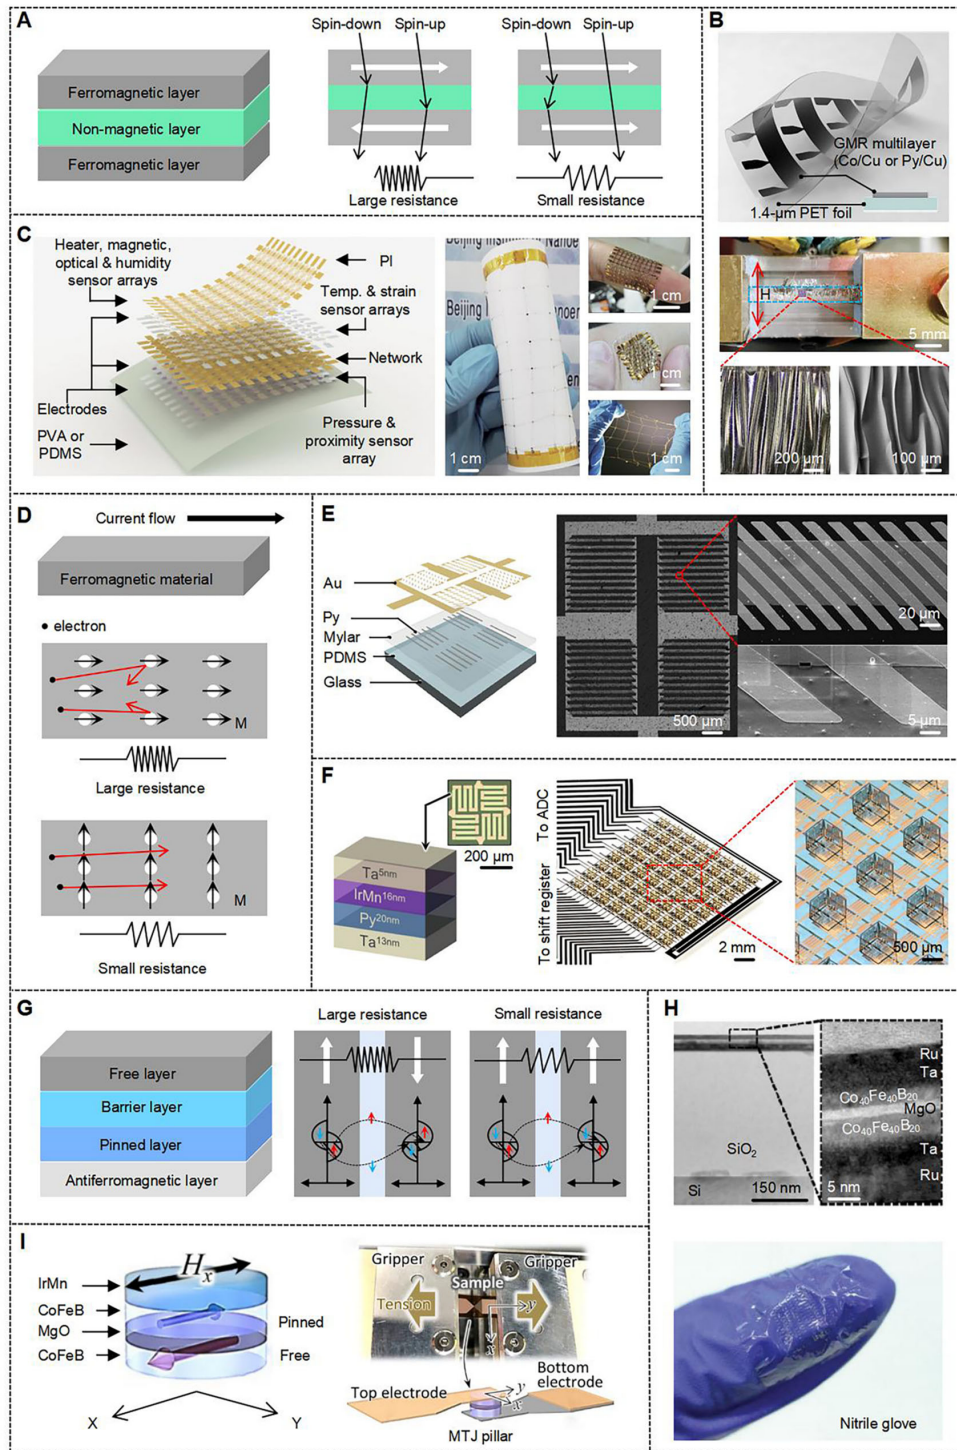 A
Spin-down
Spin-up
Spin-up
Spin-down
Ferromagnetic layer
Non-magnetic layer
Ferromagnetic layer
Large resistance
Small resistance
B
GMR multilayer
(Co/Cu or Py/Cu)
1.4-μm PET foil
H
5 mm
200 μm
100 μm
C
Heater, magnetic,
optical & humidity
sensor arrays
PI
Temp. & strain
sensor arrays
Network
Electrodes
Pressure &
proximity sensor
array
PVA or
PDMS
1 cm
1 cm
1 cm
1 cm
D
Current flow
Ferromagnetic material
electron
M
Large resistance
M
Small resistance
E
Au
Py
Mylar
PDMS
Glass
500 μm
20 μm
5 μm
F
200 μm
Ta5nm
IrMn16nm
Py20nm
Ta13nm
To ADC
To shift register
2 mm
500 μm
G
Large resistance
Small resistance
Free layer
Barrier layer
Pinned layer
Antiferromagnetic layer
H
Ru
Ta
Co40Fe40B20
MgO
Co40Fe40B20
Ta
Ru
SiO2
Si
150 nm
5 nm
Nitrile glove
I
Hx
IrMn
CoFeB
MgO
CoFeB
Pinned
Free
X
Y
Gripper
Gripper
Sample
Tension
y
x
Top electrode
Bottom
electrode
y
x
MTJ pillar